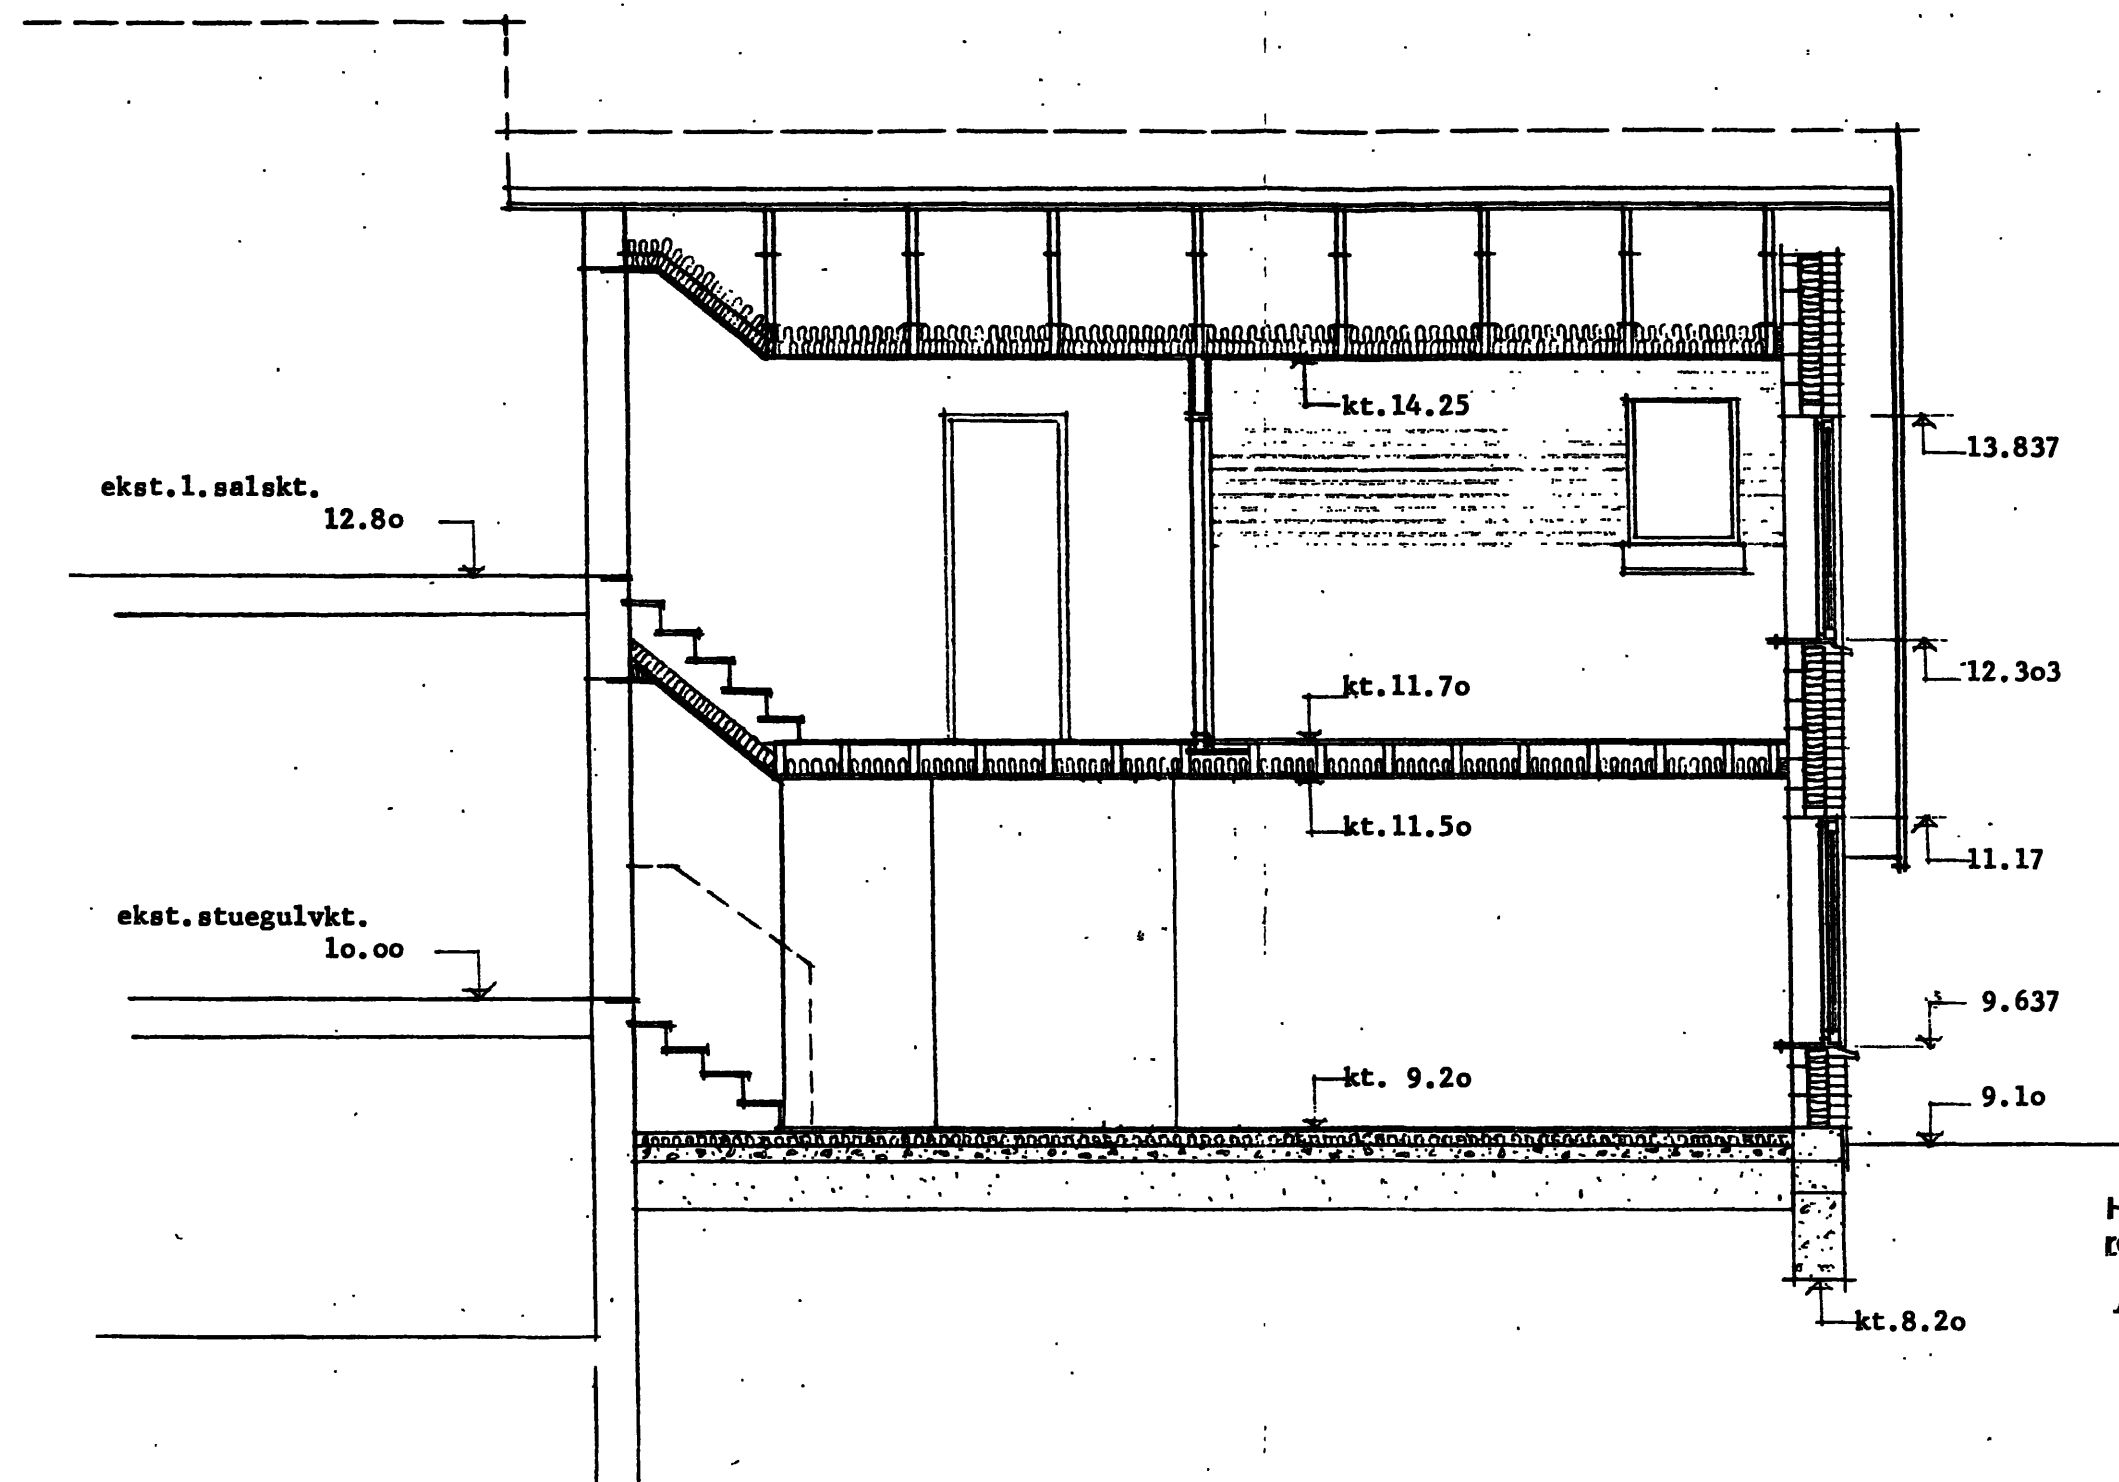 kt.14.25
13.837
ekst.1.salskt.
12.8o
kt.11.7o
12.3o3
kt.11.5o
11.17
ekst.stuegulvkt.
1o.oo
9.637
kt. 9.2o
9.1o
kt.8.2o